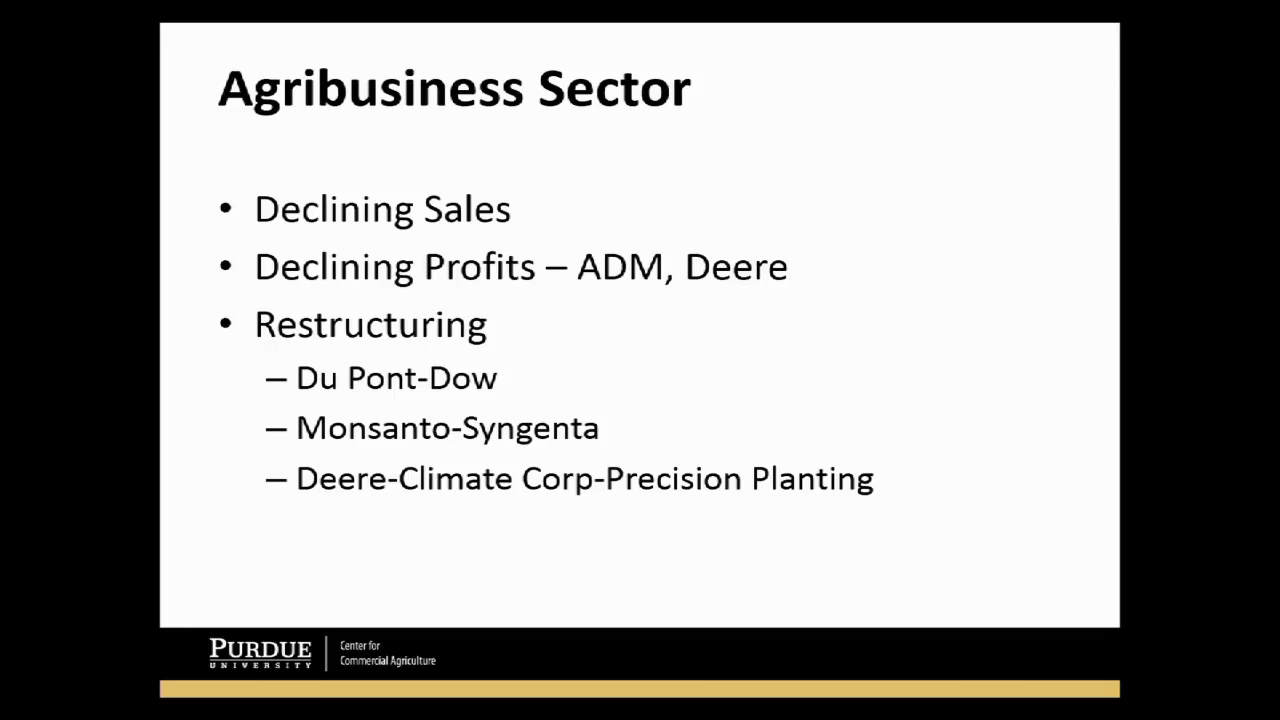 Agribusiness Sector
• Declining Sales
• Declining Profits – ADM, Deere
• Restructuring
– Du Pont-Dow
– Monsanto-Syngenta
– Deere-Climate Corp-Precision Planting
PURDUE
UNIVERSITY
Center for
Commercial Agriculture